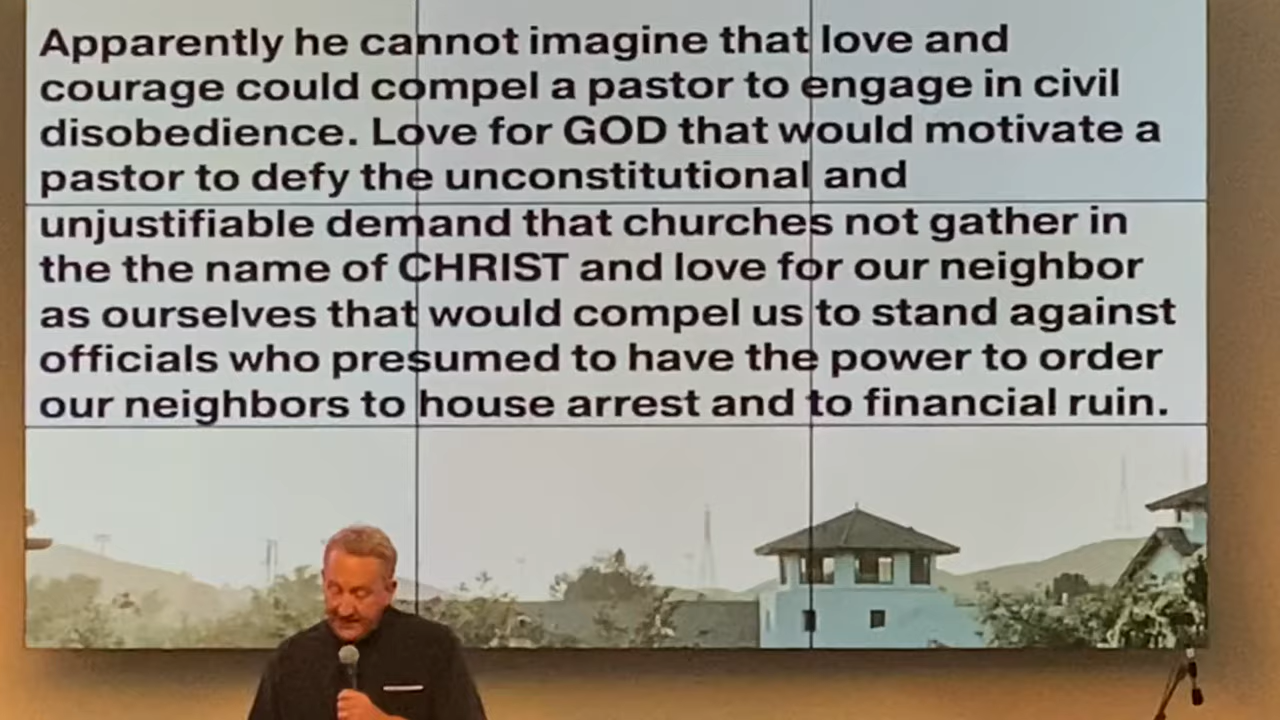 Apparently he cannot imagine that love and
courage could compel a pastor to engage in civil
disobedience. Love for GOD that would motivate a
pastor to defy the unconstitutional and
unjustifiable demand that churches not gather in
the the name of CHRIST and love for our neighbor
as ourselves that would compel us to stand against
officials who presumed to have the power to order
our neighbors to house arrest and to financial ruin.